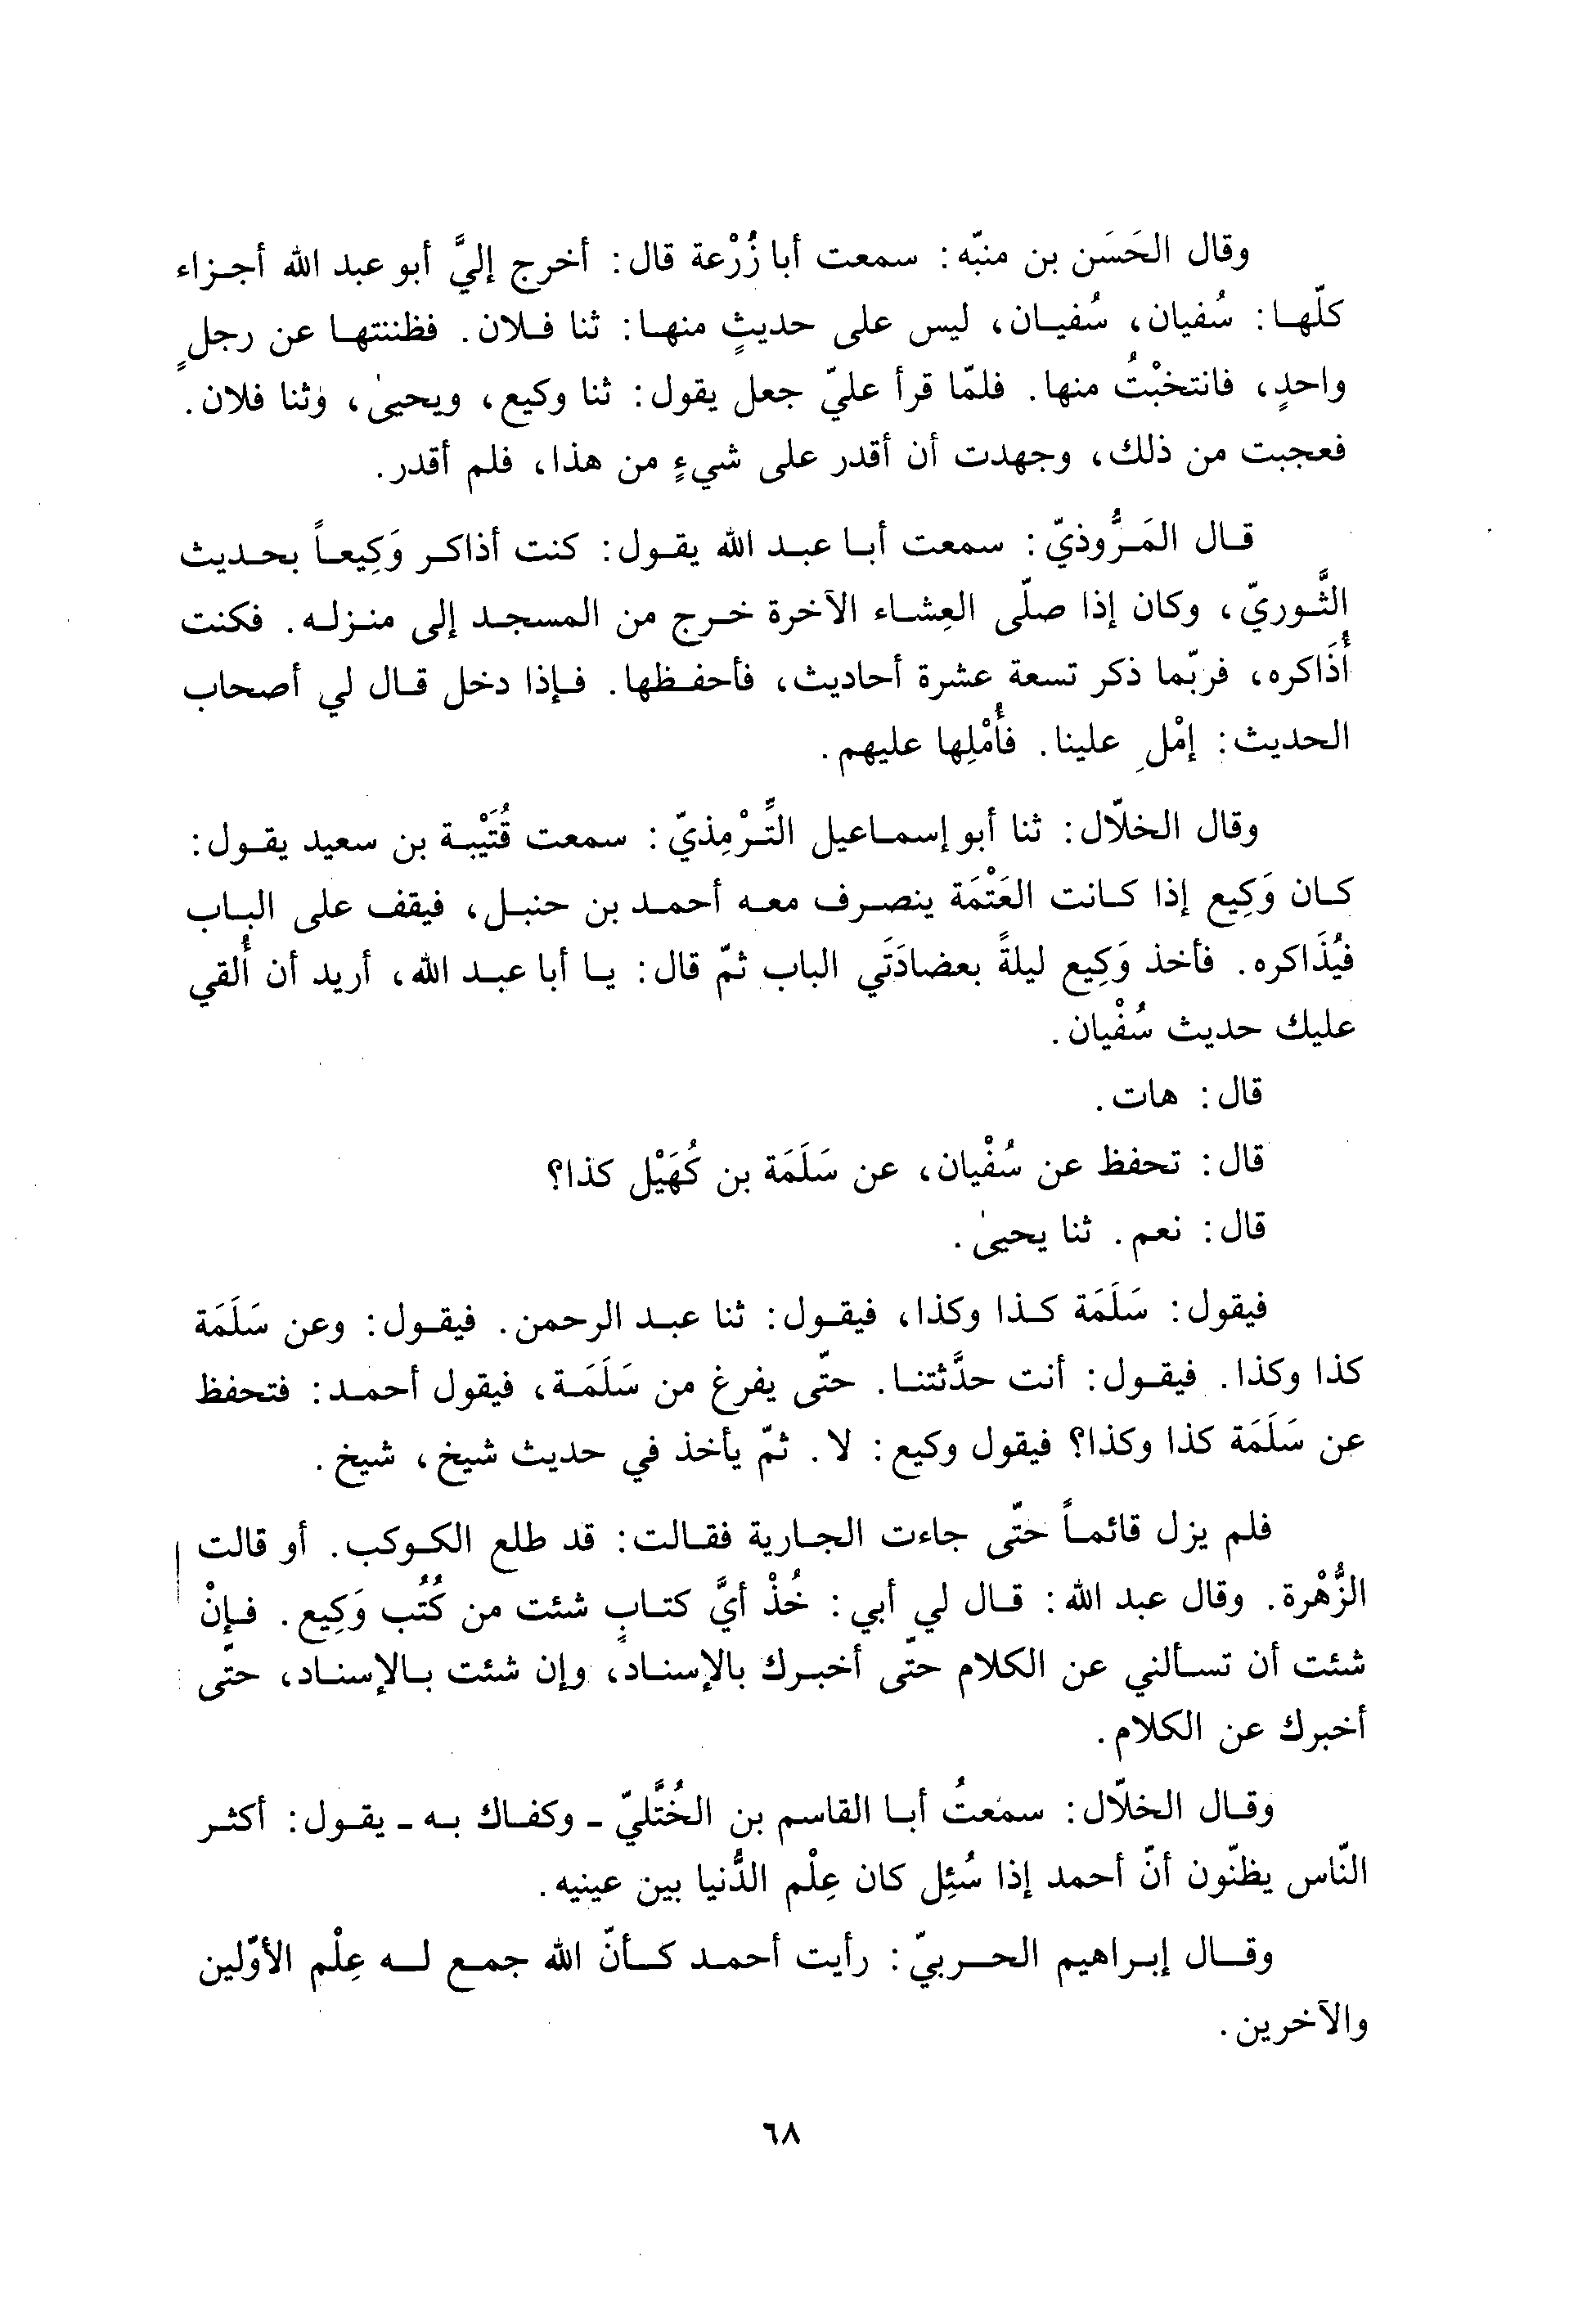 وقال الحَسَن بن منبّه: سمعت أبا زُرْعة قال: أخرج إليَّ أبو عبد الله أجزاء
كلّها: سُفيان، سُفيان، ليس على حديثٍ منها: ثنا فلان. فظننتها عن رجلٍ
واحدٍ، فانتخبْتُ منها. فلمّا قرأ عليّ جعل يقول: ثنا وكيع، ويحيىٰ، وثنا فلان.
فعجبت من ذلك، وجهدت أن أقدر على شيءٍ من هذا، فلم أقدر.
قال المَرُّوذيّ: سمعت أبا عبد الله يقول: كنت أذاكر وَكِيعاً بحديث
الثَّوريّ، وكان إذا صلّى العِشاء الآخرة خرج من المسجد إلى منزله. فكنت
أُذَاكره، فربّما ذكر تسعة عشرة أحاديث، فأحفظها. فإذا دخل قال لي أصحاب
الحديث: إمْلِ علينا. فأُمْلِها عليهم.
وقال الخلّال: ثنا أبو إسماعيل التِّرْمِذيّ: سمعت قُتَيْبة بن سعيد يقول:
كان وَكِيع إذا كانت العَتْمَة ينصرف معه أحمد بن حنبل، فيقف على الباب
فيُذَاكره. فأخذ وَكِيع ليلةً بعضادَتَي الباب ثمّ قال: يا أبا عبد الله، أريد أن أُلقي
عليك حديث سُفْيان.
قال: هات.
قال: تحفظ عن سُفْيان، عن سَلَمَة بن كُهَيْل كذا؟
قال: نعم. ثنا يحيىٰ.
فيقول: سَلَمَة كذا وكذا، فيقول: ثنا عبد الرحمن. فيقول: وعن سَلَمَة
كذا وكذا. فيقول: أنت حدَّثتنا. حتّى يفرغ من سَلَمَة، فيقول أحمد: فتحفظ
عن سَلَمَة كذا وكذا؟ فيقول وكيع: لا. ثمّ يأخذ في حديث شيخ، شيخ.
فلم يزل قائماً حتّى جاءت الجارية فقالت: قد طلع الكوكب. أو قالت
الزُّهْرة. وقال عبد الله: قال لي أبي: خُذْ أيَّ كتابٍ شئت من كُتُب وَكِيع. فإنْ
شئت أن تسألني عن الكلام حتّى أخبرك بالإسناد، وإن شئت بالإسناد، حتّى
أخبرك عن الكلام.
وقال الخلّال: سمعتُ أبا القاسم بن الخُتَّليّ - وكفاك به - يقول: أكثر
النّاس يظنّون أنّ أحمد إذا سُئِل كان عِلْم الدُّنيا بين عينيه.
وقال إبراهيم الحربيّ: رأيت أحمد كأنّ الله جمع له عِلْم الأوّلين
والآخرين.
٦٨